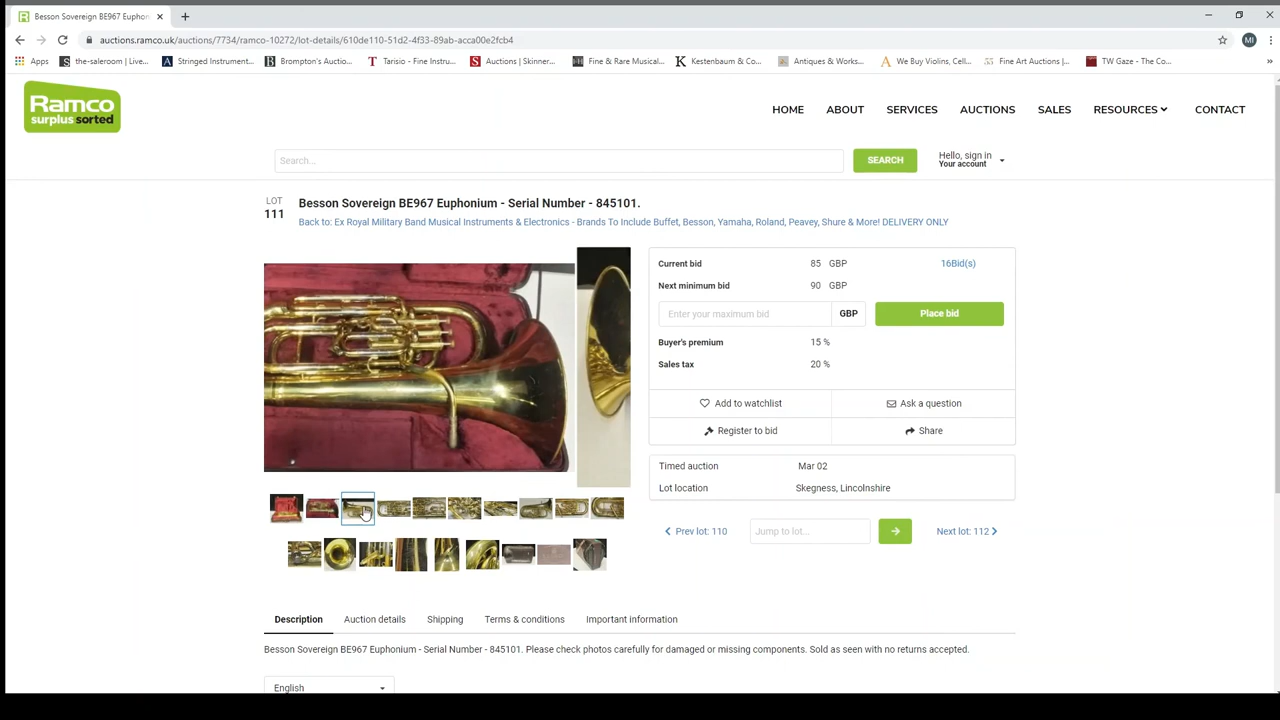 Besson Sovereign BE967 Euphon
auctions.ramco.uk/auctions/7734/ramco-10272/lot-details/610de110-51d2-4f33-89ab-acca00e2fcb4
MI
Apps
the-saleroom | Live...
Stringed Instrument...
Brompton's Auctio...
Tarisio - Fine Instru...
Auctions | Skinner...
Fine & Rare Musical...
Kestenbaum & Co...
Antiques & Works...
We Buy Violins, Cell...
Fine Art Auctions |...
TW Gaze - The Co...
Ramco
surplus sorted
HOME
ABOUT
SERVICES
AUCTIONS
SALES
RESOURCES
CONTACT
Search...
SEARCH
Hello, sign in
Your account
LOT
111
Besson Sovereign BE967 Euphonium - Serial Number - 845101.
Back to: Ex Royal Military Band Musical Instruments & Electronics - Brands To Include Buffet, Besson, Yamaha, Roland, Peavey, Shure & More! DELIVERY ONLY
Current bid 85 GBP 16Bid(s)
Next minimum bid 90 GBP
Enter your maximum bid GBP Place bid
Buyer's premium 15 %
Sales tax 20 %
Add to watchlist Ask a question
Register to bid Share
Timed auction Mar 02
Lot location Skegness, Lincolnshire
Prev lot: 110 Jump to lot... Next lot: 112
Description Auction details Shipping Terms & conditions Important information
Besson Sovereign BE967 Euphonium - Serial Number - 845101. Please check photos carefully for damaged or missing components. Sold as seen with no returns accepted.
English